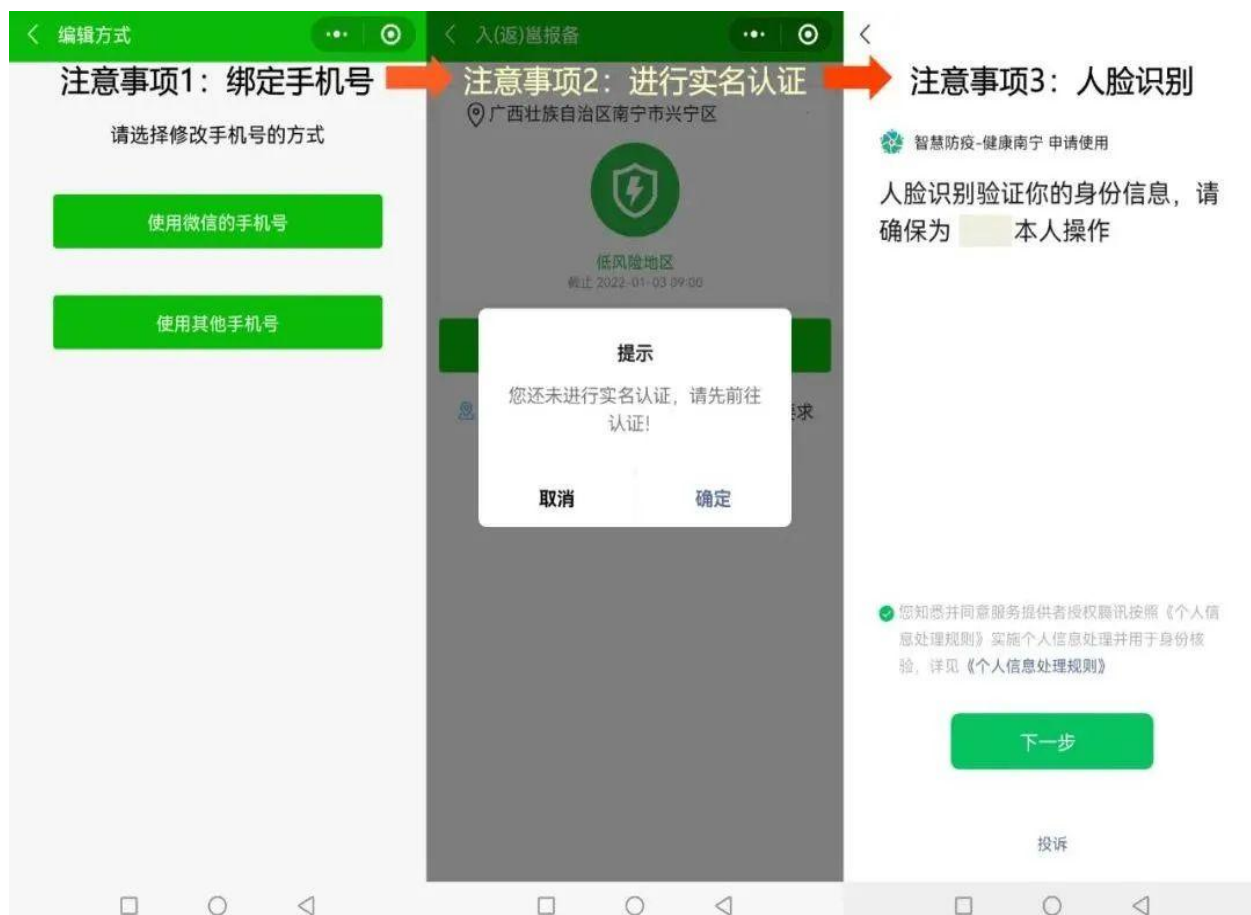 编辑方式
注意事项1：绑定手机号
请选择修改手机号的方式
使用微信的手机号
使用其他手机号
入(返)邕报备
注意事项2：进行实名认证
广西壮族自治区南宁市兴宁区
低风险地区
截止 2022-01-03 09:00
提示
您还未进行实名认证，请先前往
认证!
求
取消
确定
注意事项3：人脸识别
智慧防疫-健康南宁 申请使用
人脸识别验证你的身份信息，请
确保为 本人操作
您知悉并同意服务提供者授权腾讯按照《个人信
息处理规则》实施个人信息处理并用于身份核
验，详见《个人信息处理规则》
下一步
投诉